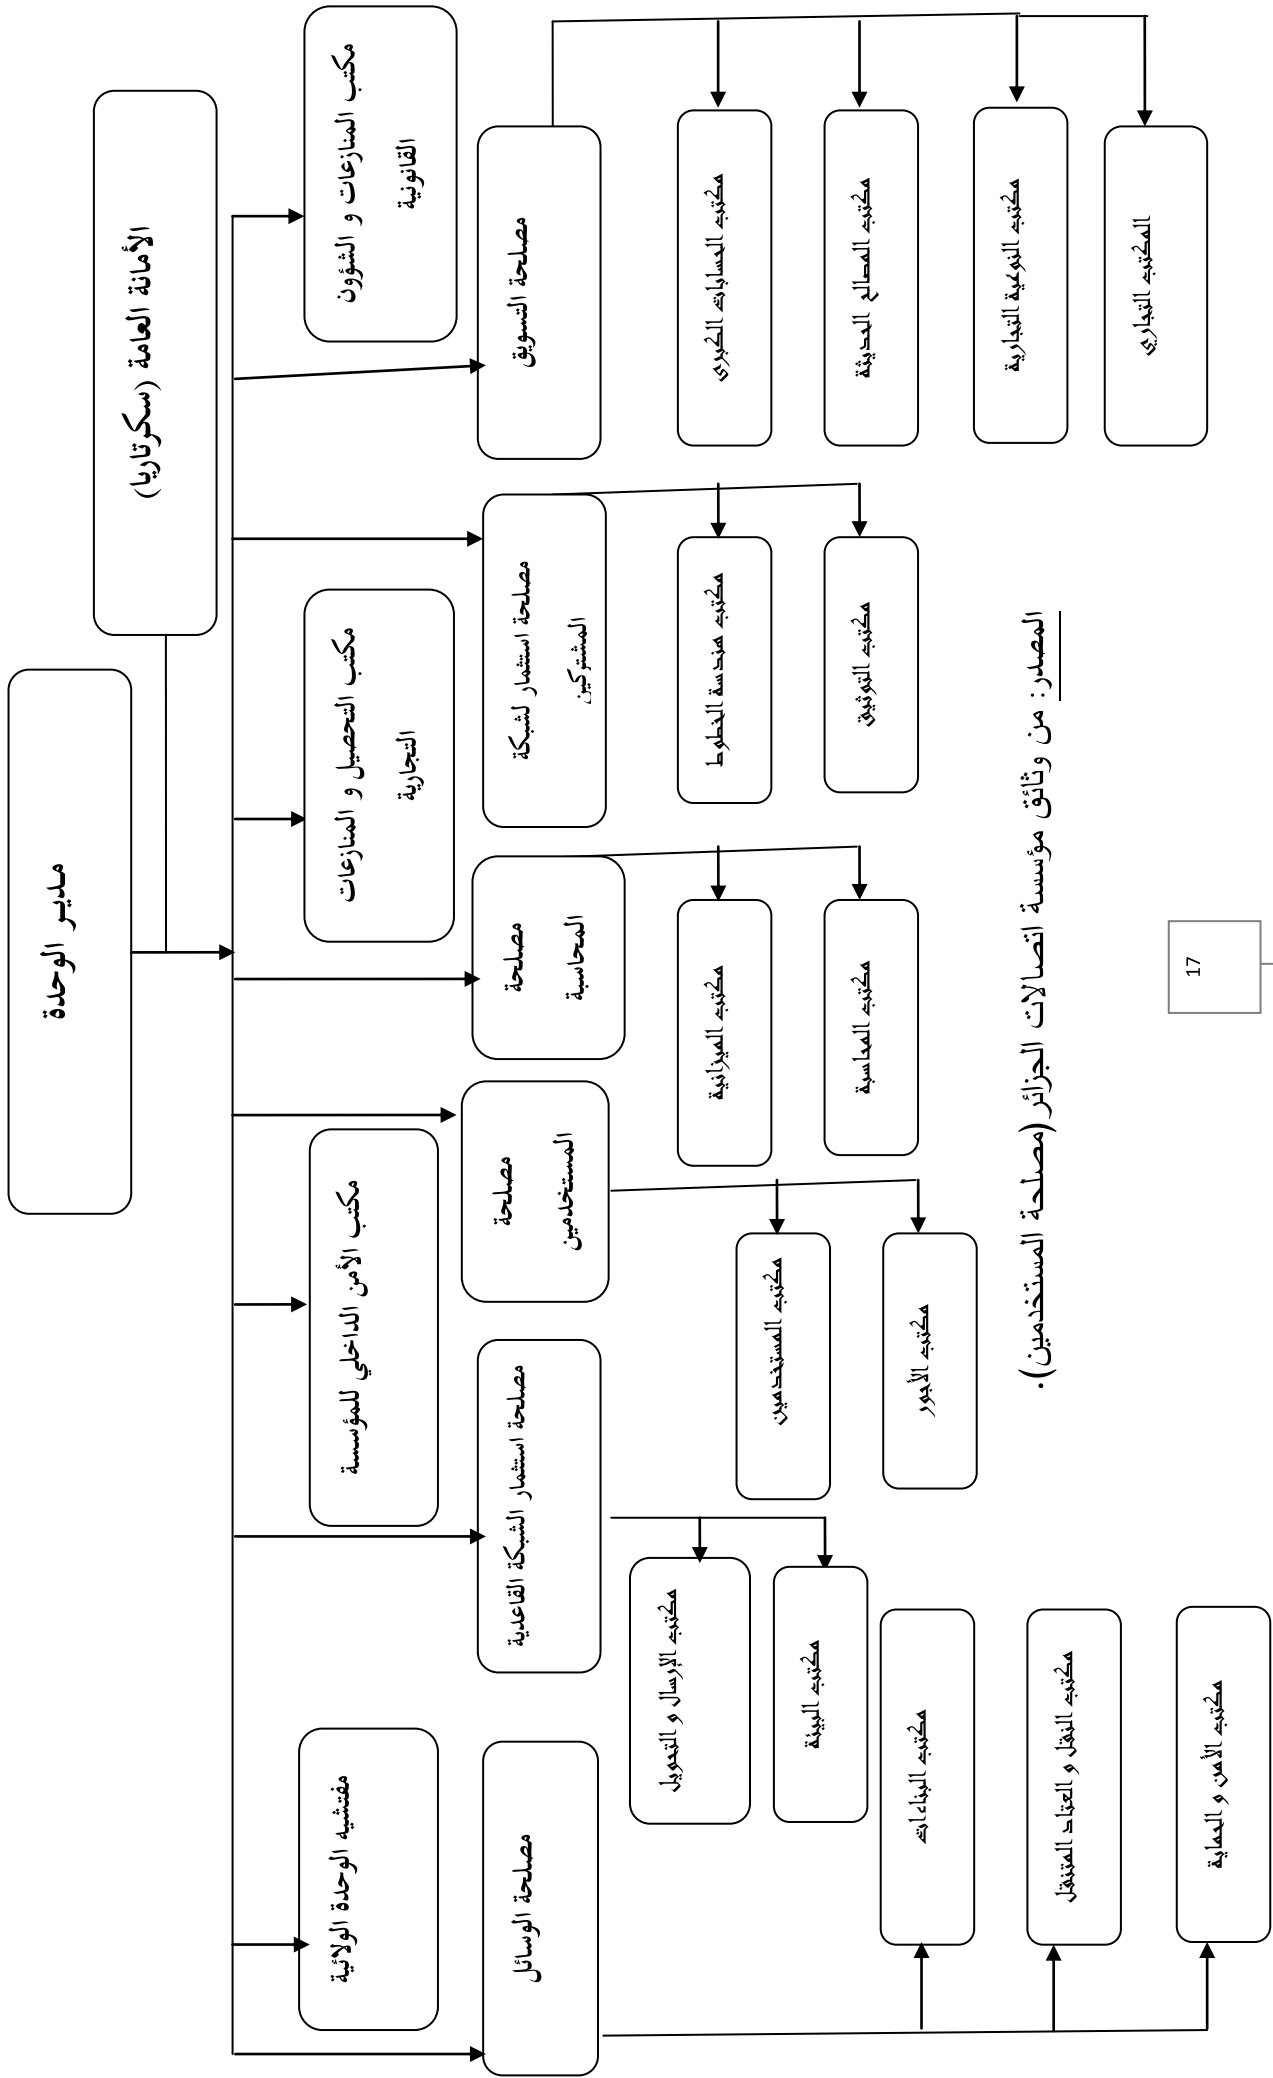 مدير الوحدة
الأمانة العامة (سكرتاريا)
مكتب المنازعات و الشؤون
القانونية
مكتب التحصيل و المنازعات
التجارية
مكتب الأمن الداخلي للمؤسسة
مفتشيه الوحدة الولائية
مصلحة التسويق
مصلحة استثمار لشبكة
المشتركين
مصلحة
المحاسبة
مصلحة
المستخدمين
مصلحة استثمار الشبكة القاعدية
مصلحة الوسائل
مكتب الحسابات الكبرى
مكتب المصالح الحديثة
مكتب النوعية التجارية
المكتب التجاري
مكتب هندسة الخطوط
مكتب التوثيق
مكتب الميزانية
مكتب المحاسبة
مكتب المستخدمين
مكتب الأجور
مكتب الإرسال و التحويل
مكتب البيئة
مكتب البناءات
مكتب النقل و العتاد المتنقل
مكتب الأمن و الحماية
المصدر: من وثائق مؤسسة اتصالات الجزائر (مصلحة المستخدمين).
17